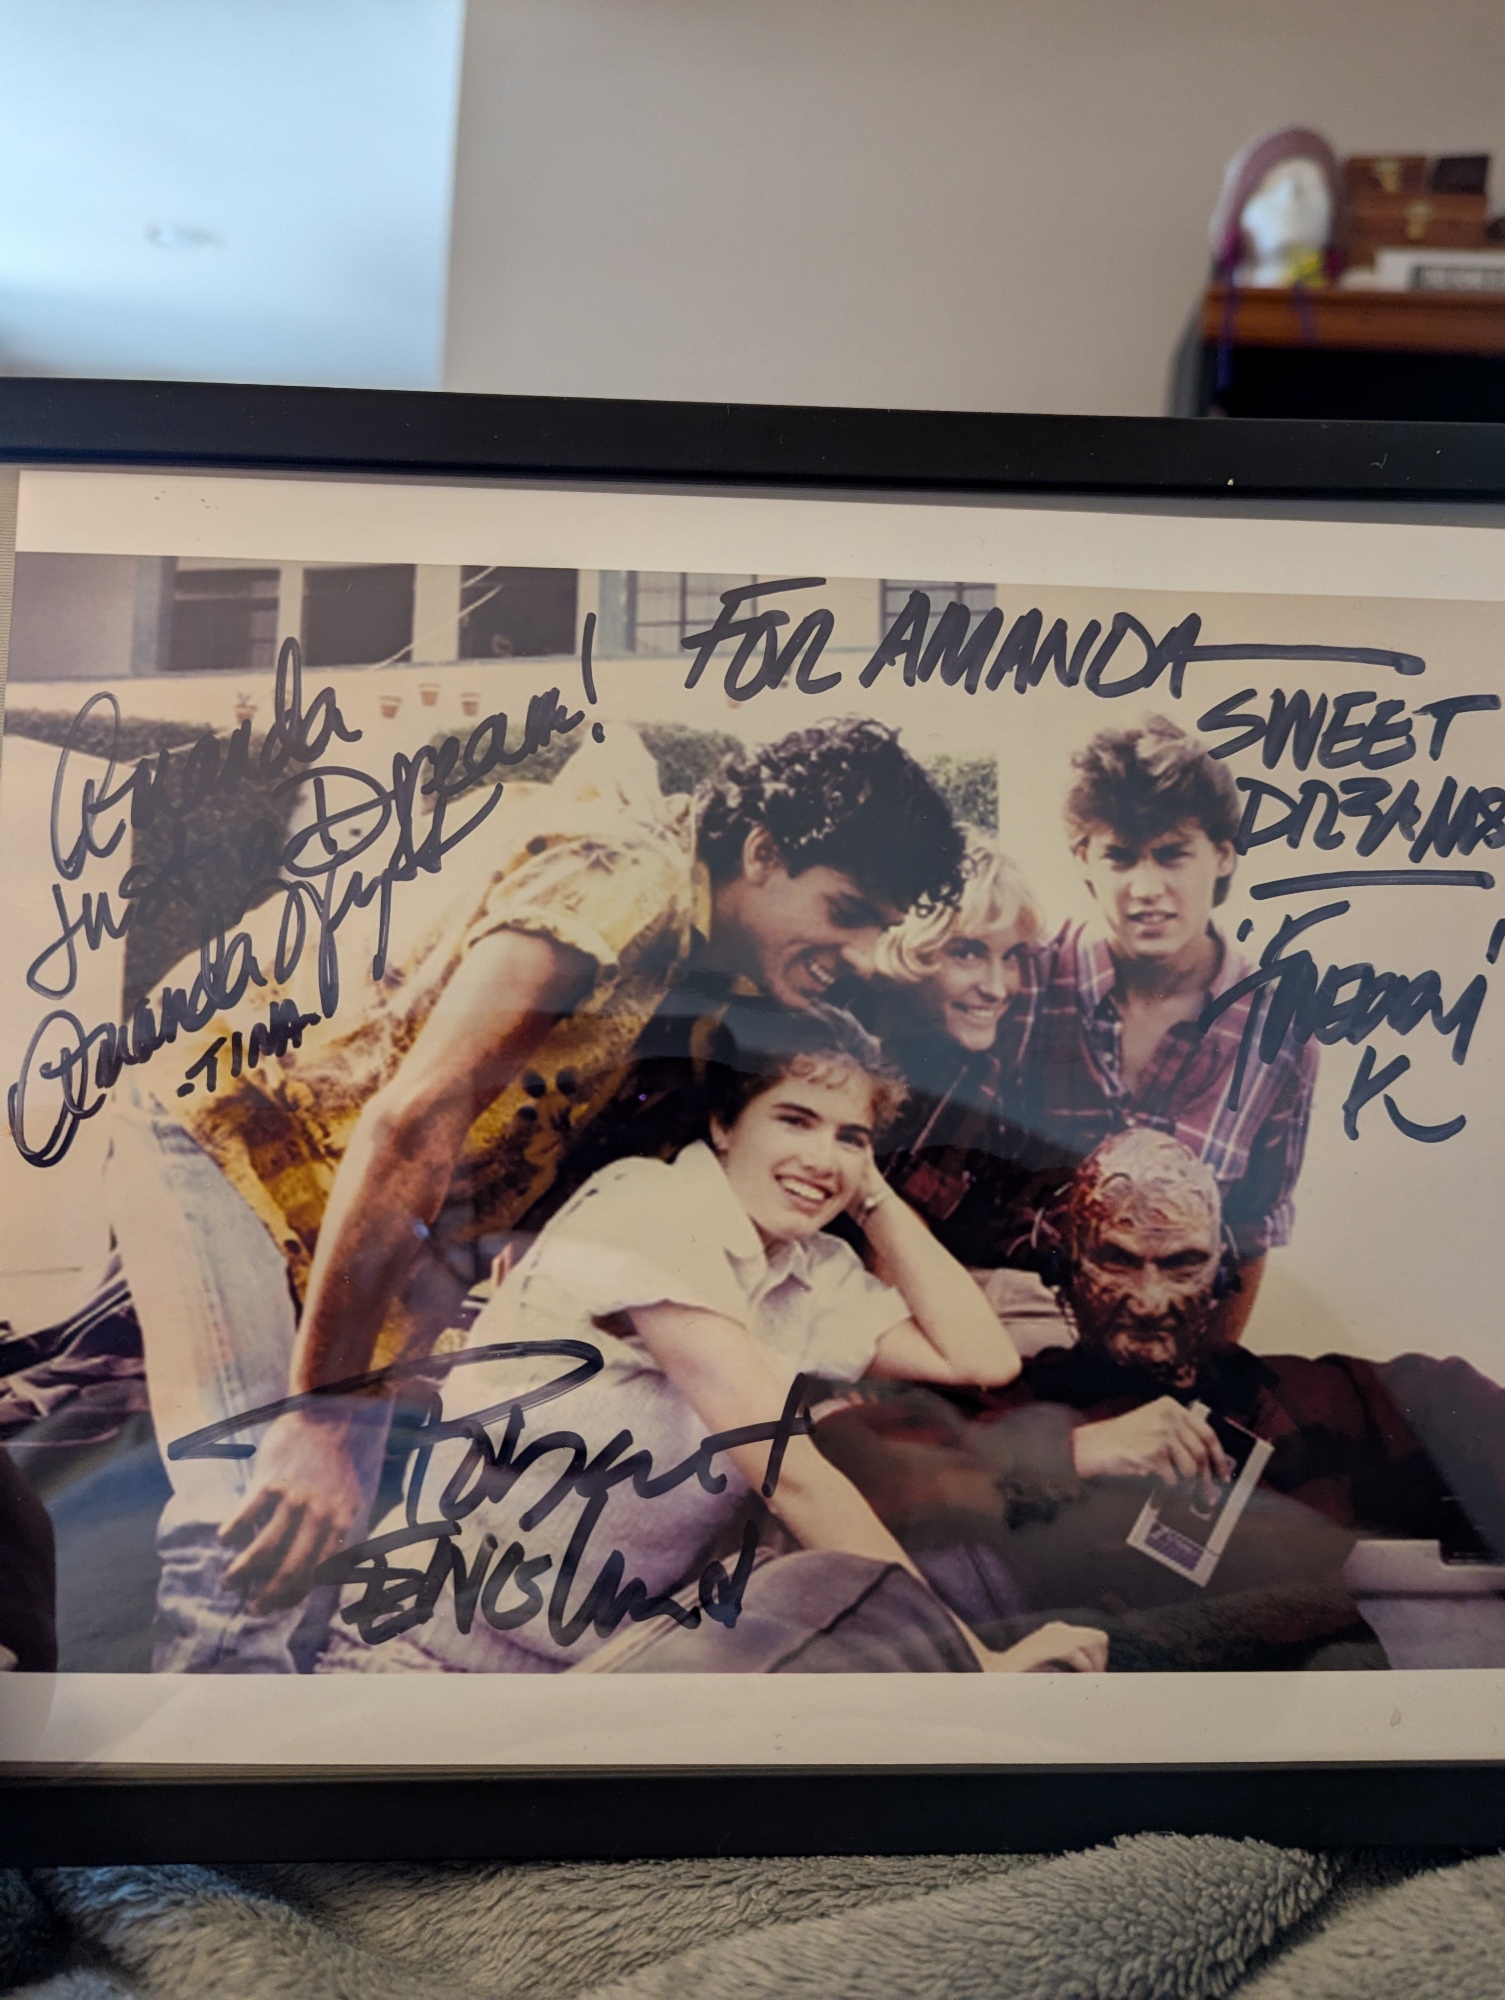 Amanda
Just a Dream!
Amanda Wyss
-TINA
FOR AMANDA
SWEET
DREAMS
'FREDDY'
K
Robert
ENGLUND